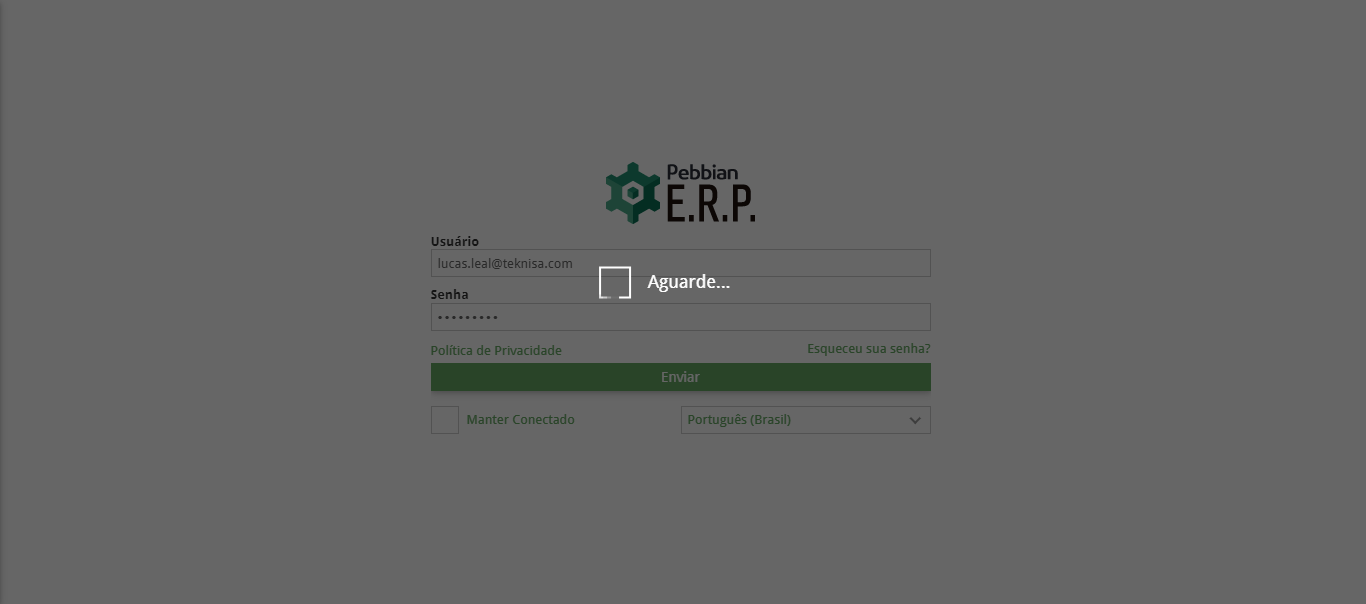 Pebbian
E.R.P.
Usuário
lucas.leal@teknisa.com
Aguarde...
Senha
•••••••••
Política de Privacidade
Esqueceu sua senha?
Enviar
Manter Conectado
Português (Brasil)